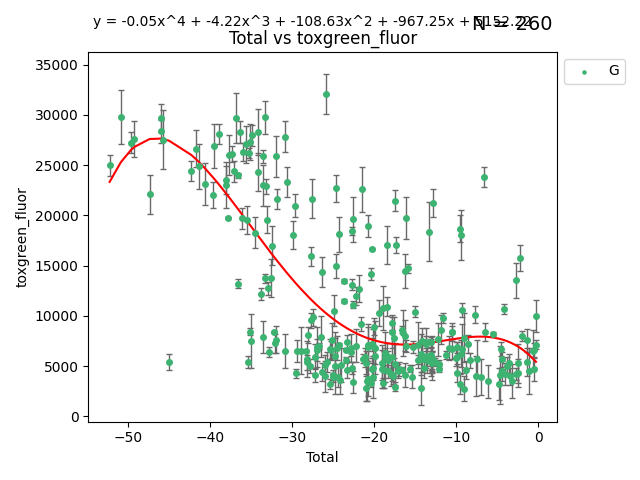 y = -0.05x^4 + -4.22x^3 + -108.63x^2 + -967.25x + 5152.22
N = 260
Total vs toxgreen_fluor
G
35000
30000
25000
20000
15000
10000
5000
0
toxgreen_fluor
−50 −40 −30 −20 −10 0
Total